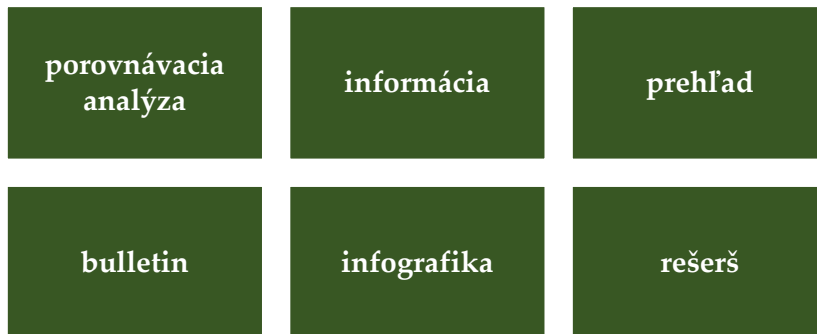 porovnávacia
analýza
informácia
prehľad
bulletin
infografika
rešerš